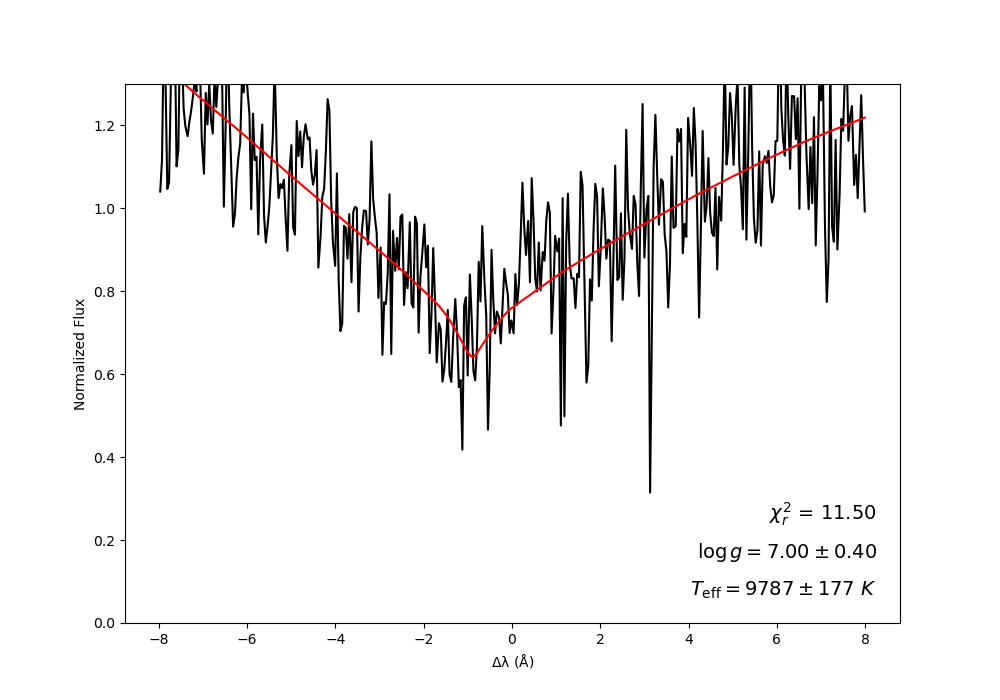 1.2
1.0
0.8
0.6
0.4
0.2
0.0
Normalized Flux
χ²ᵣ = 11.50
log g = 7.00 ± 0.40
T_eff = 9787 ± 177 K
−8 −6 −4 −2 0 2 4 6 8
Δλ (Å)